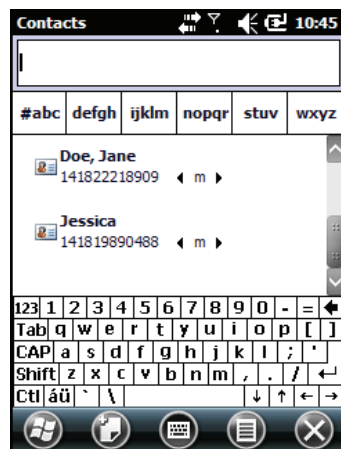 Contacts 10:45
#abc defgh ijklm nopqr stuv wxyz
Doe, Jane
141822218909 m
Jessica
141819890488 m
123 1 2 3 4 5 6 7 8 9 0 - =
Tab q w e r t y u i o p [ ]
CAP a s d f g h j k l ; '
Shift z x c v b n m , . /
Ctl áü ` \ ↓ ↑ ← →